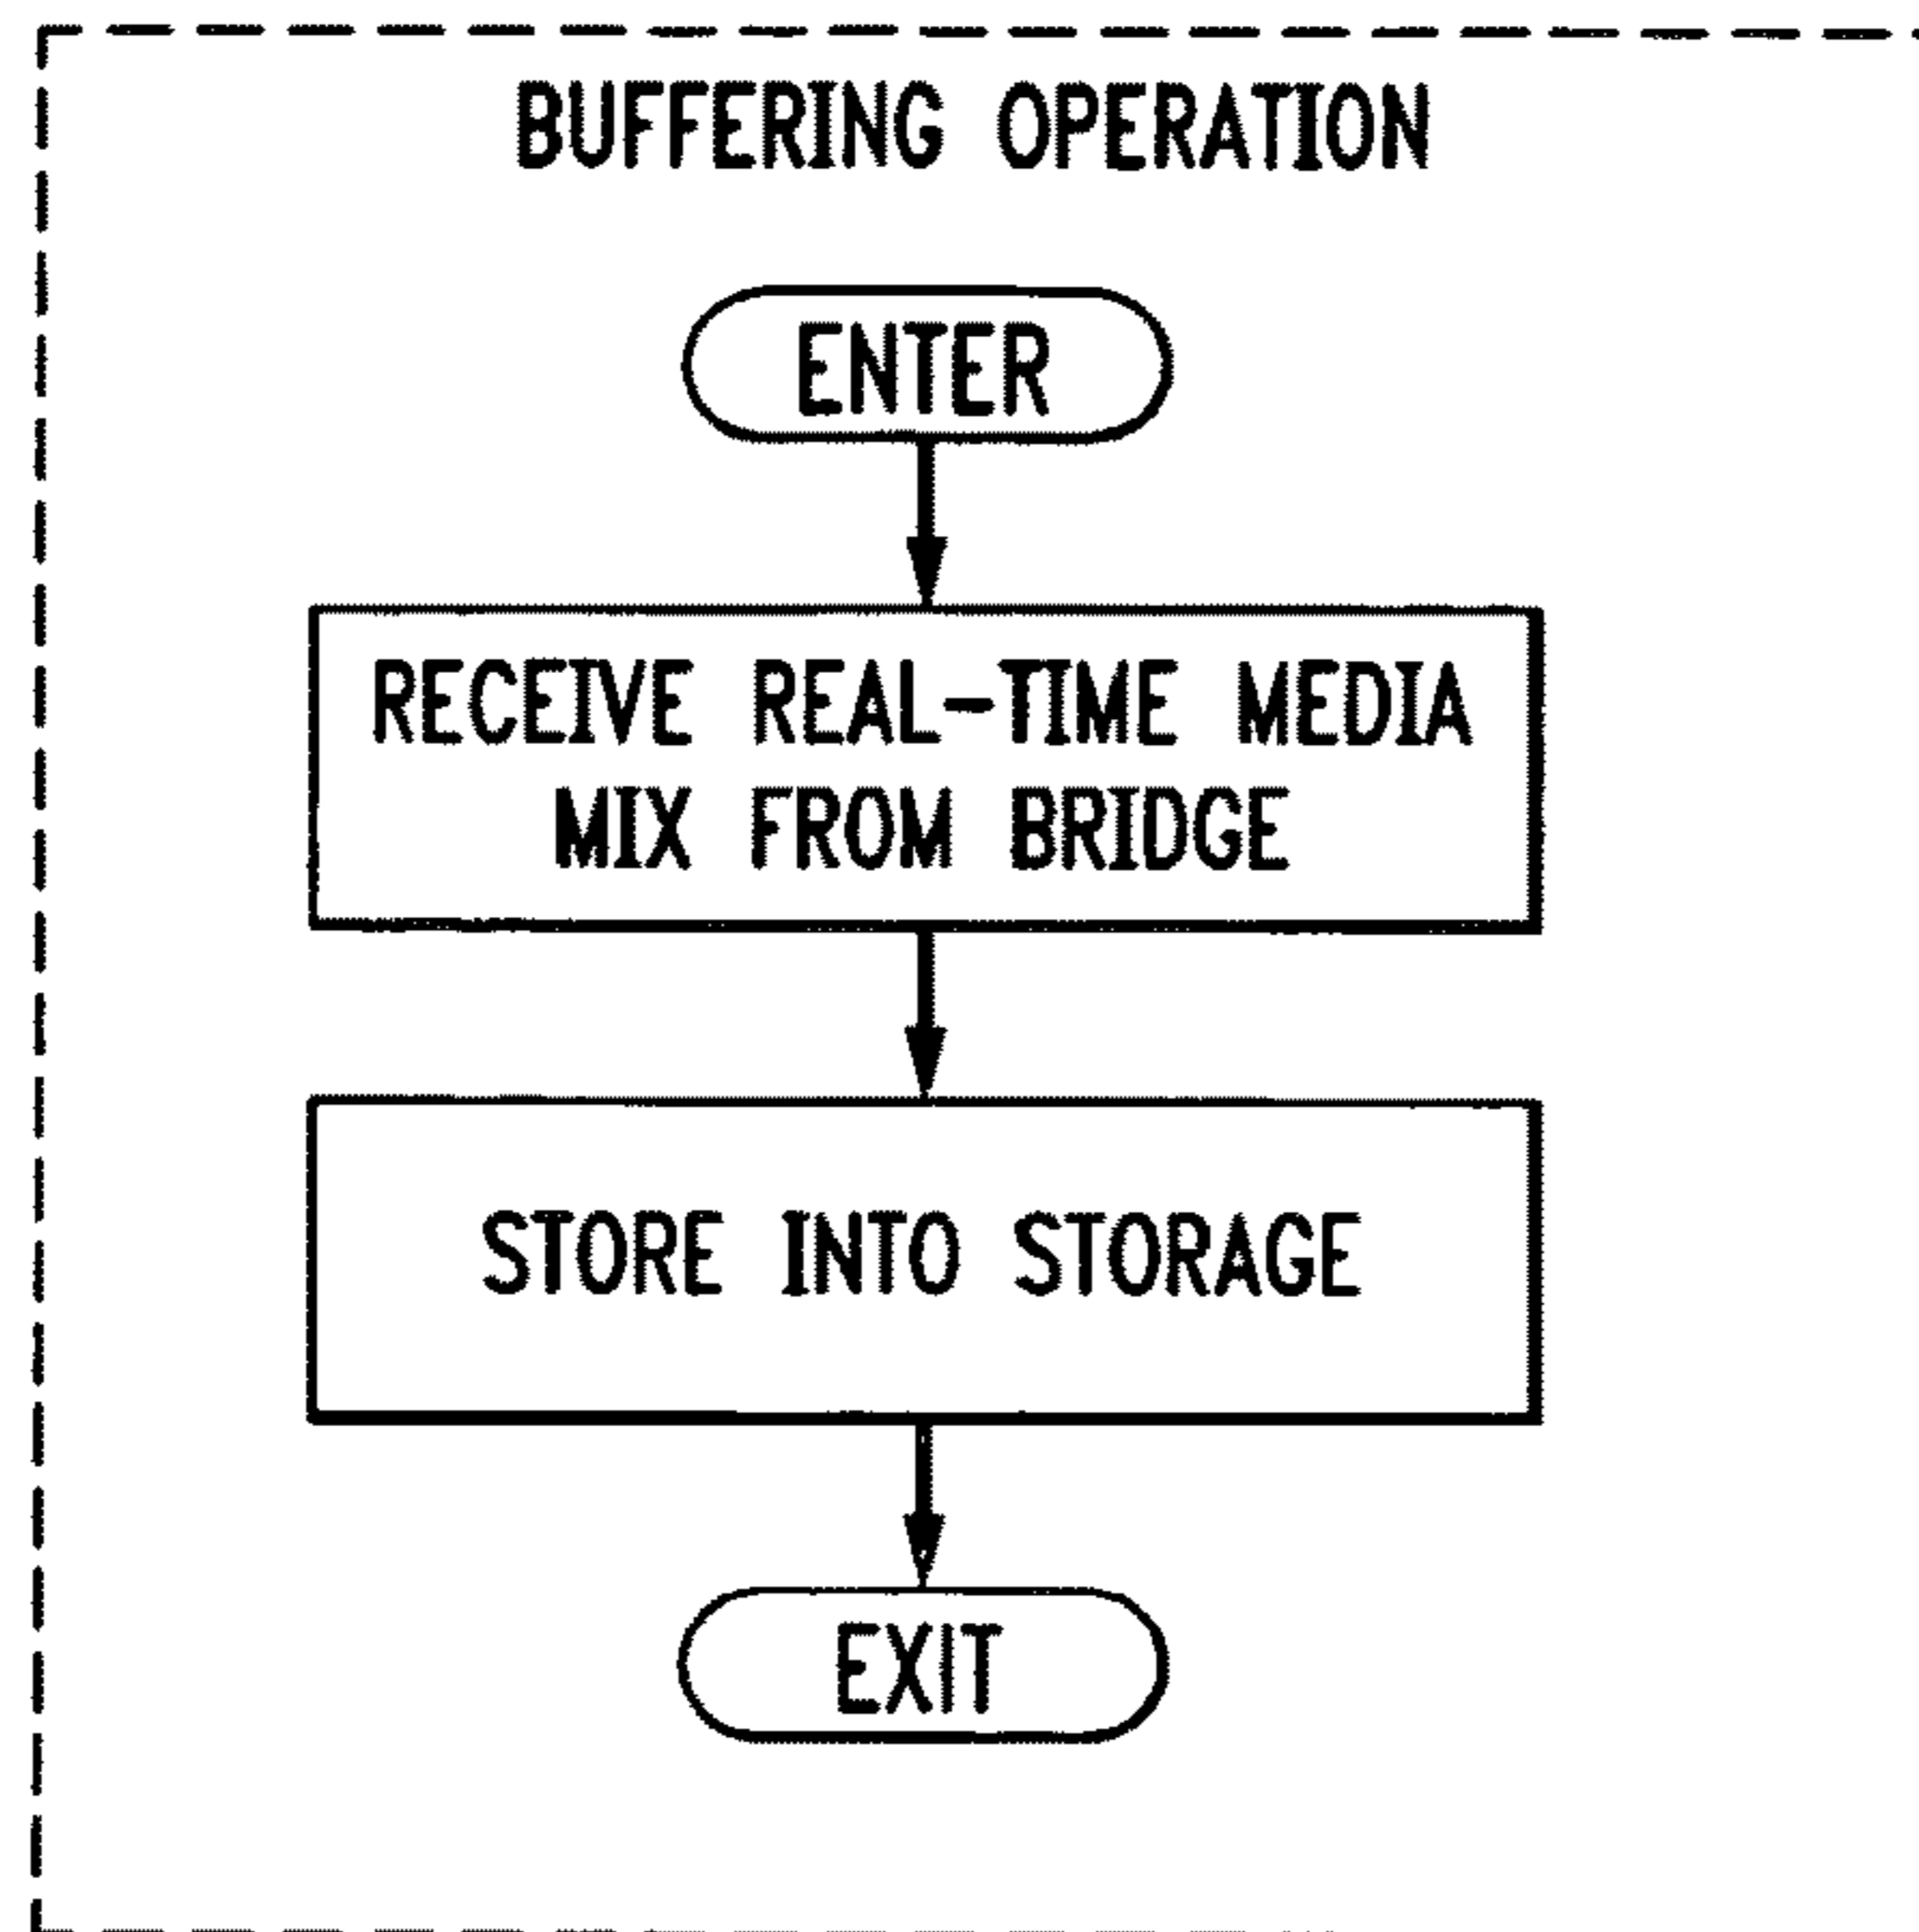 BUFFERING OPERATION
ENTER
RECEIVE REAL-TIME MEDIA
MIX FROM BRIDGE
STORE INTO STORAGE
EXIT